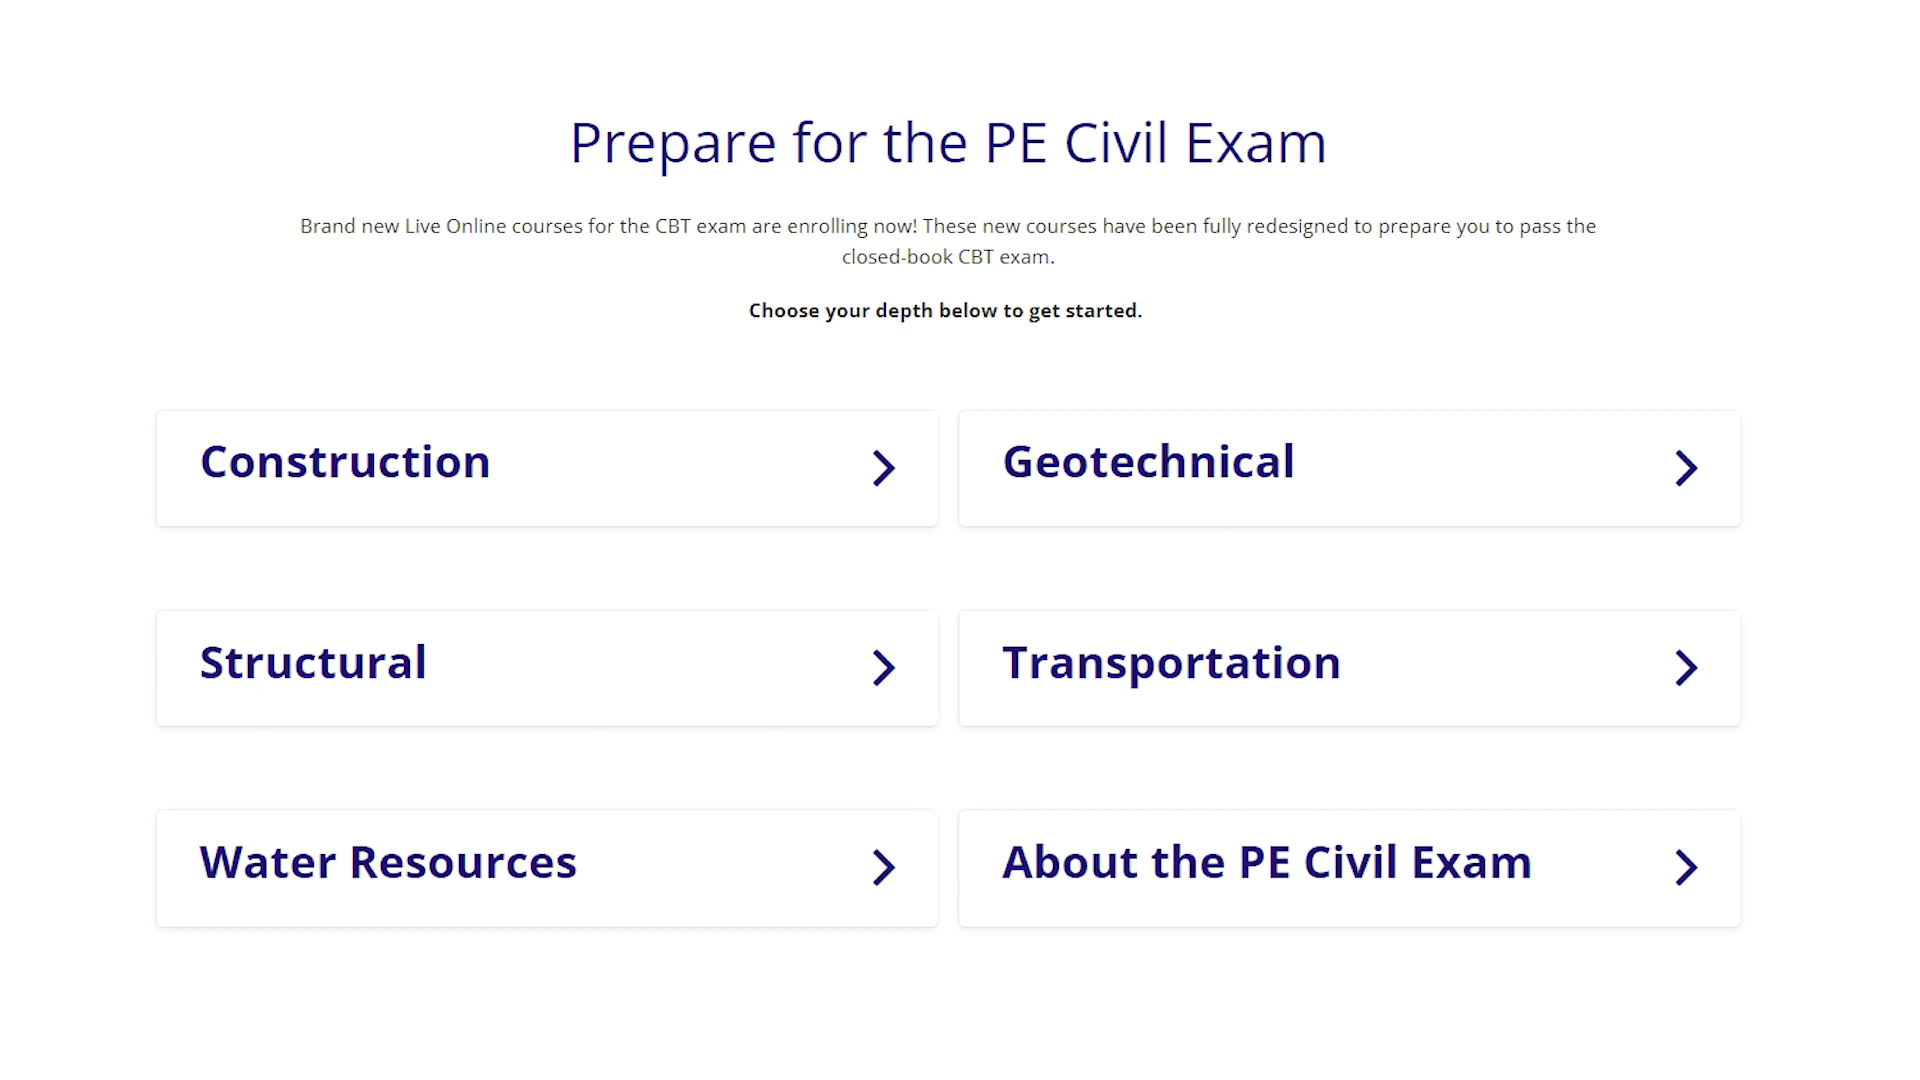 Prepare for the PE Civil Exam
Brand new Live Online courses for the CBT exam are enrolling now! These new courses have been fully redesigned to prepare you to pass the
closed-book CBT exam.
Choose your depth below to get started.
Construction
Geotechnical
Structural
Transportation
Water Resources
About the PE Civil Exam